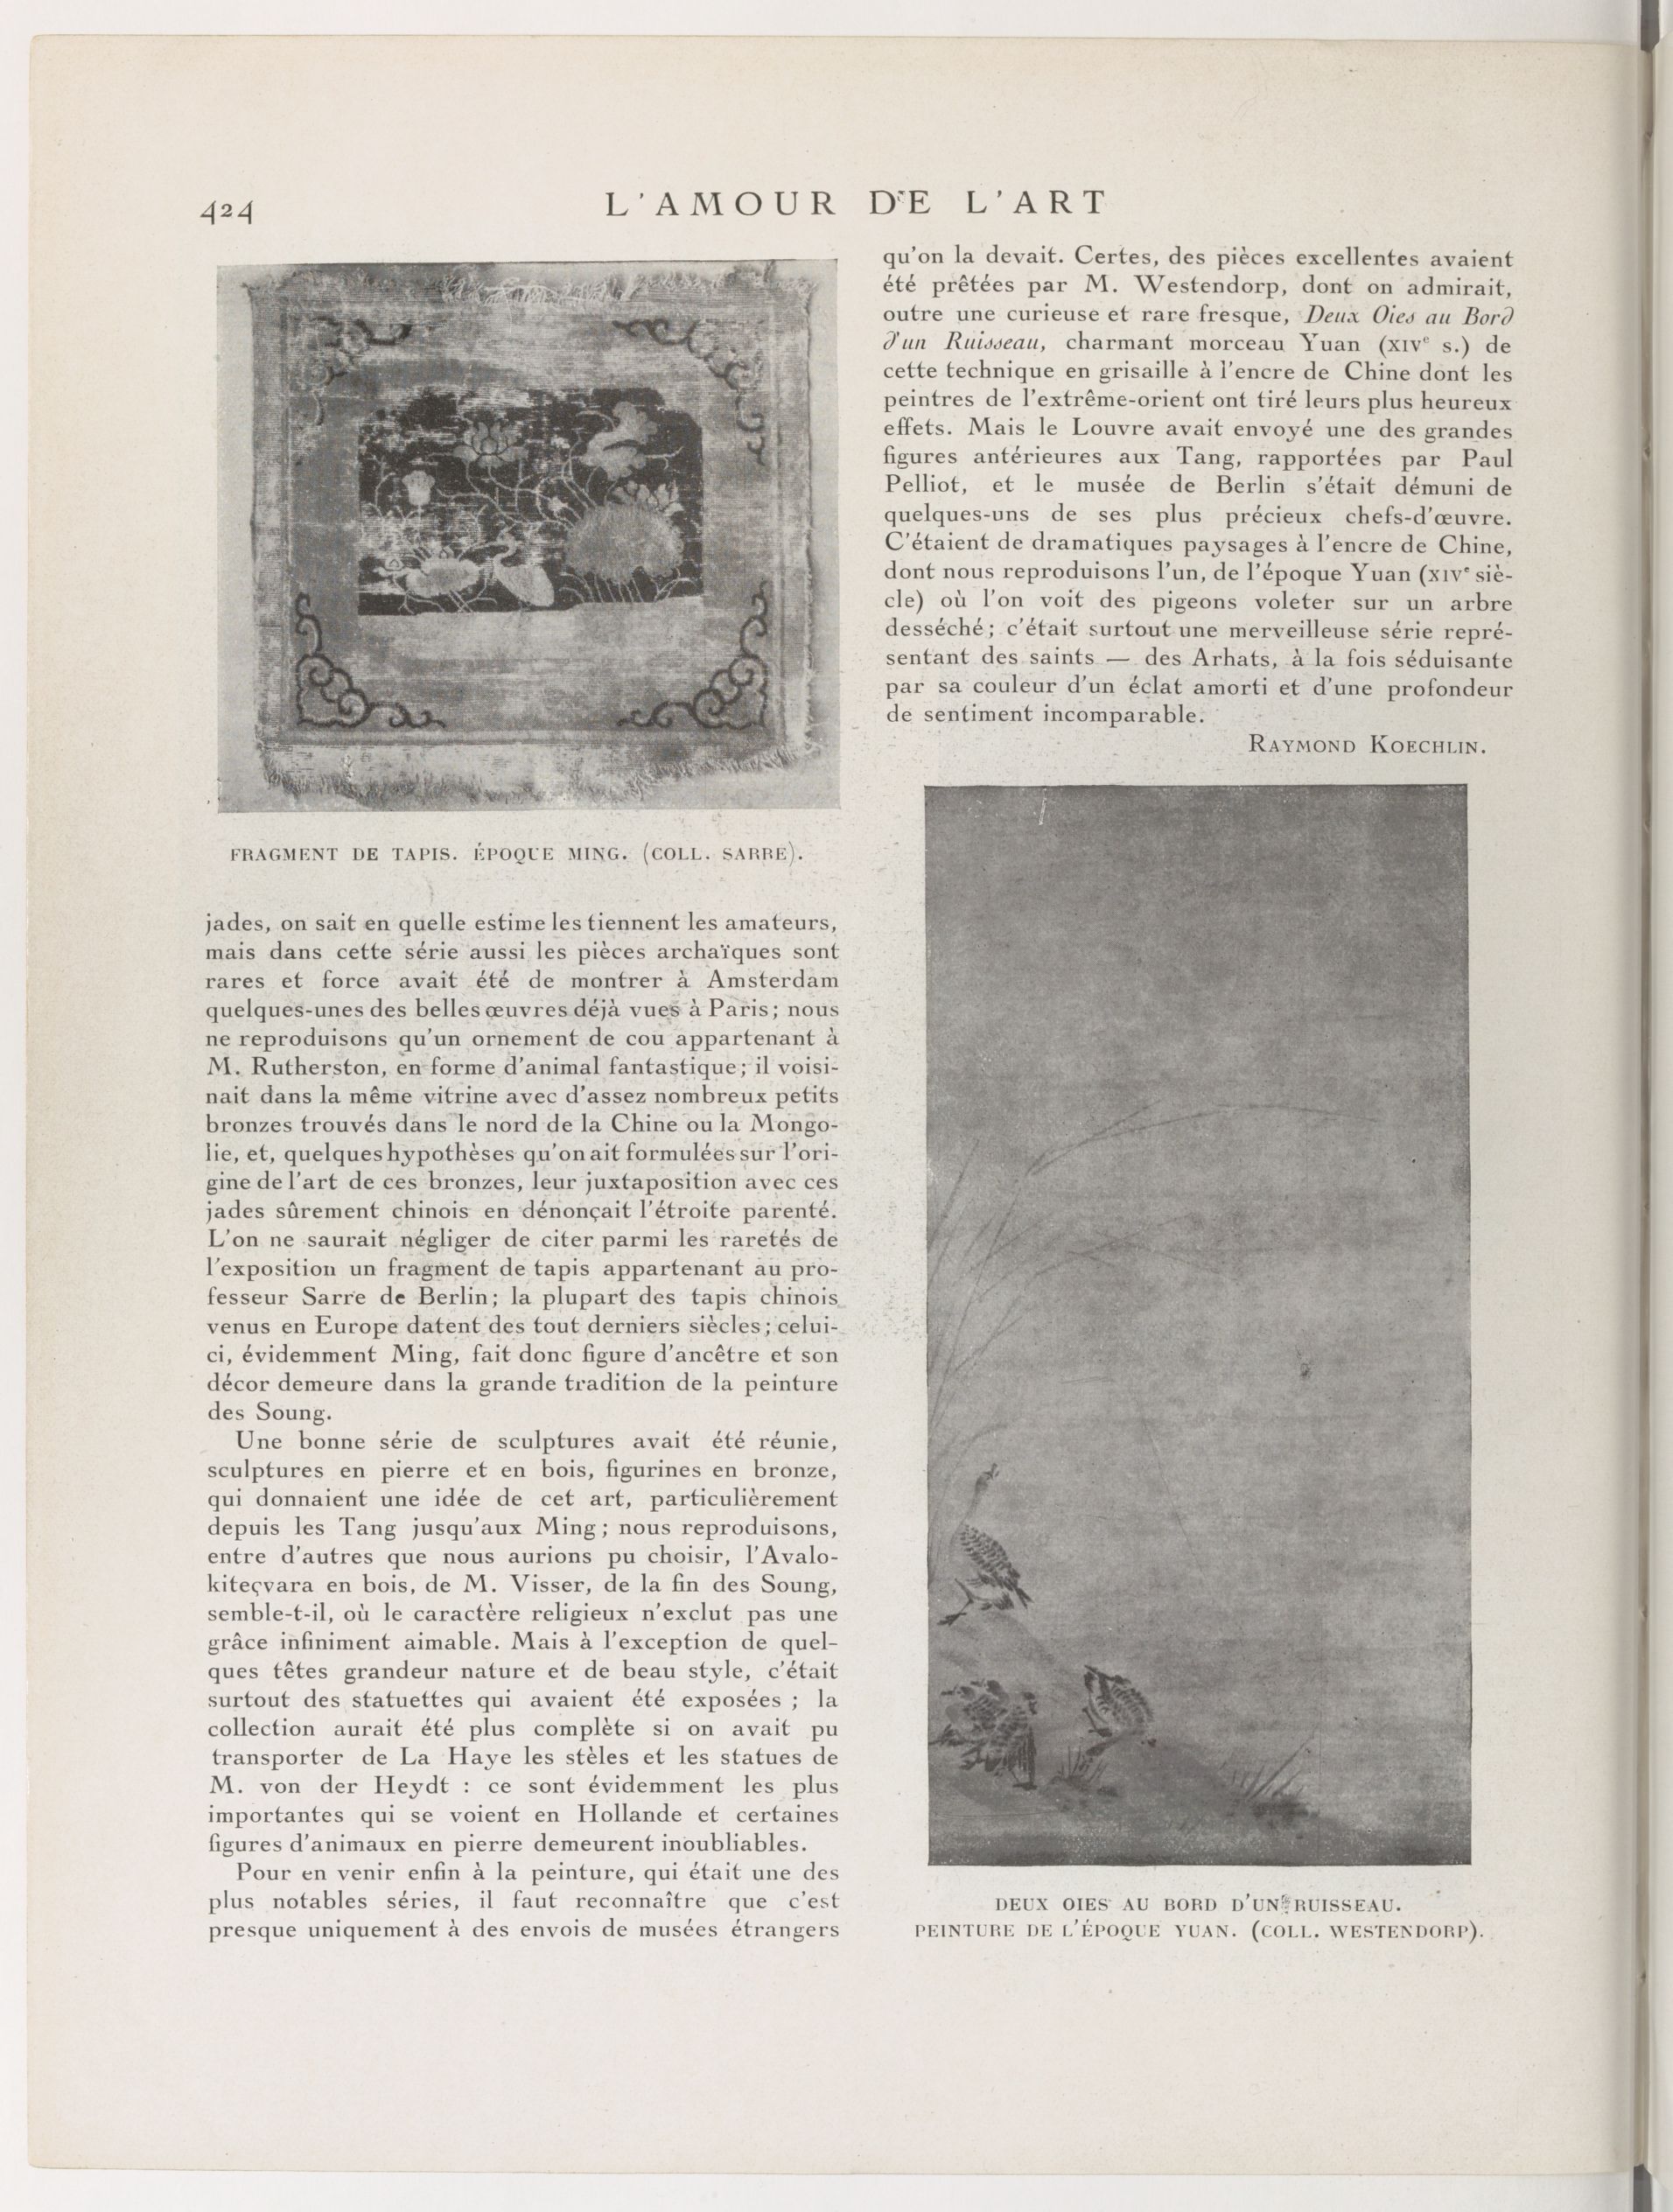 424
L'AMOUR DE L'ART
FRAGMENT DE TAPIS. ÉPOQUE MING. (COLL. SARRE).
jades, on sait en quelle estime les tiennent les amateurs,
mais dans cette série aussi les pièces archaïques sont
rares et force avait été de montrer à Amsterdam
quelques-unes des belles œuvres déjà vues à Paris; nous
ne reproduisons qu'un ornement de cou appartenant à
M. Rutherston, en forme d'animal fantastique; il voisi-
nait dans la même vitrine avec d'assez nombreux petits
bronzes trouvés dans le nord de la Chine ou la Mongo-
lie, et, quelques hypothèses qu'on ait formulées sur l'ori-
gine de l'art de ces bronzes, leur juxtaposition avec ces
jades sûrement chinois en dénonçait l'étroite parenté.
L'on ne saurait négliger de citer parmi les raretés de
l'exposition un fragment de tapis appartenant au pro-
fesseur Sarre de Berlin; la plupart des tapis chinois
venus en Europe datent des tout derniers siècles; celui-
ci, évidemment Ming, fait donc figure d'ancêtre et son
décor demeure dans la grande tradition de la peinture
des Soung.
Une bonne série de sculptures avait été réunie,
sculptures en pierre et en bois, figurines en bronze,
qui donnaient une idée de cet art, particulièrement
depuis les Tang jusqu'aux Ming; nous reproduisons,
entre d'autres que nous aurions pu choisir, l'Avalo-
kiteçvara en bois, de M. Visser, de la fin des Soung,
semble-t-il, où le caractère religieux n'exclut pas une
grâce infiniment aimable. Mais à l'exception de quel-
ques têtes grandeur nature et de beau style, c'était
surtout des statuettes qui avaient été exposées ; la
collection aurait été plus complète si on avait pu
transporter de La Haye les stèles et les statues de
M. von der Heydt : ce sont évidemment les plus
importantes qui se voient en Hollande et certaines
figures d'animaux en pierre demeurent inoubliables.
Pour en venir enfin à la peinture, qui était une des
plus notables séries, il faut reconnaître que c'est
presque uniquement à des envois de musées étrangers
qu'on la devait. Certes, des pièces excellentes avaient
été prêtées par M. Westendorp, dont on admirait,
outre une curieuse et rare fresque, Deux Oies au Bord
d'un Ruisseau, charmant morceau Yuan (XIVe s.) de
cette technique en grisaille à l'encre de Chine dont les
peintres de l'extrême-orient ont tiré leurs plus heureux
effets. Mais le Louvre avait envoyé une des grandes
figures antérieures aux Tang, rapportées par Paul
Pelliot, et le musée de Berlin s'était démuni de
quelques-uns de ses plus précieux chefs-d'œuvre.
C'étaient de dramatiques paysages à l'encre de Chine,
dont nous reproduisons l'un, de l'époque Yuan (XIVe siè-
cle) où l'on voit des pigeons voleter sur un arbre
desséché; c'était surtout une merveilleuse série repré-
sentant des saints — des Arhats, à la fois séduisante
par sa couleur d'un éclat amorti et d'une profondeur
de sentiment incomparable.
RAYMOND KOECHLIN.
DEUX OIES AU BORD D'UN RUISSEAU.
PEINTURE DE L'ÉPOQUE YUAN. (COLL. WESTENDORP).